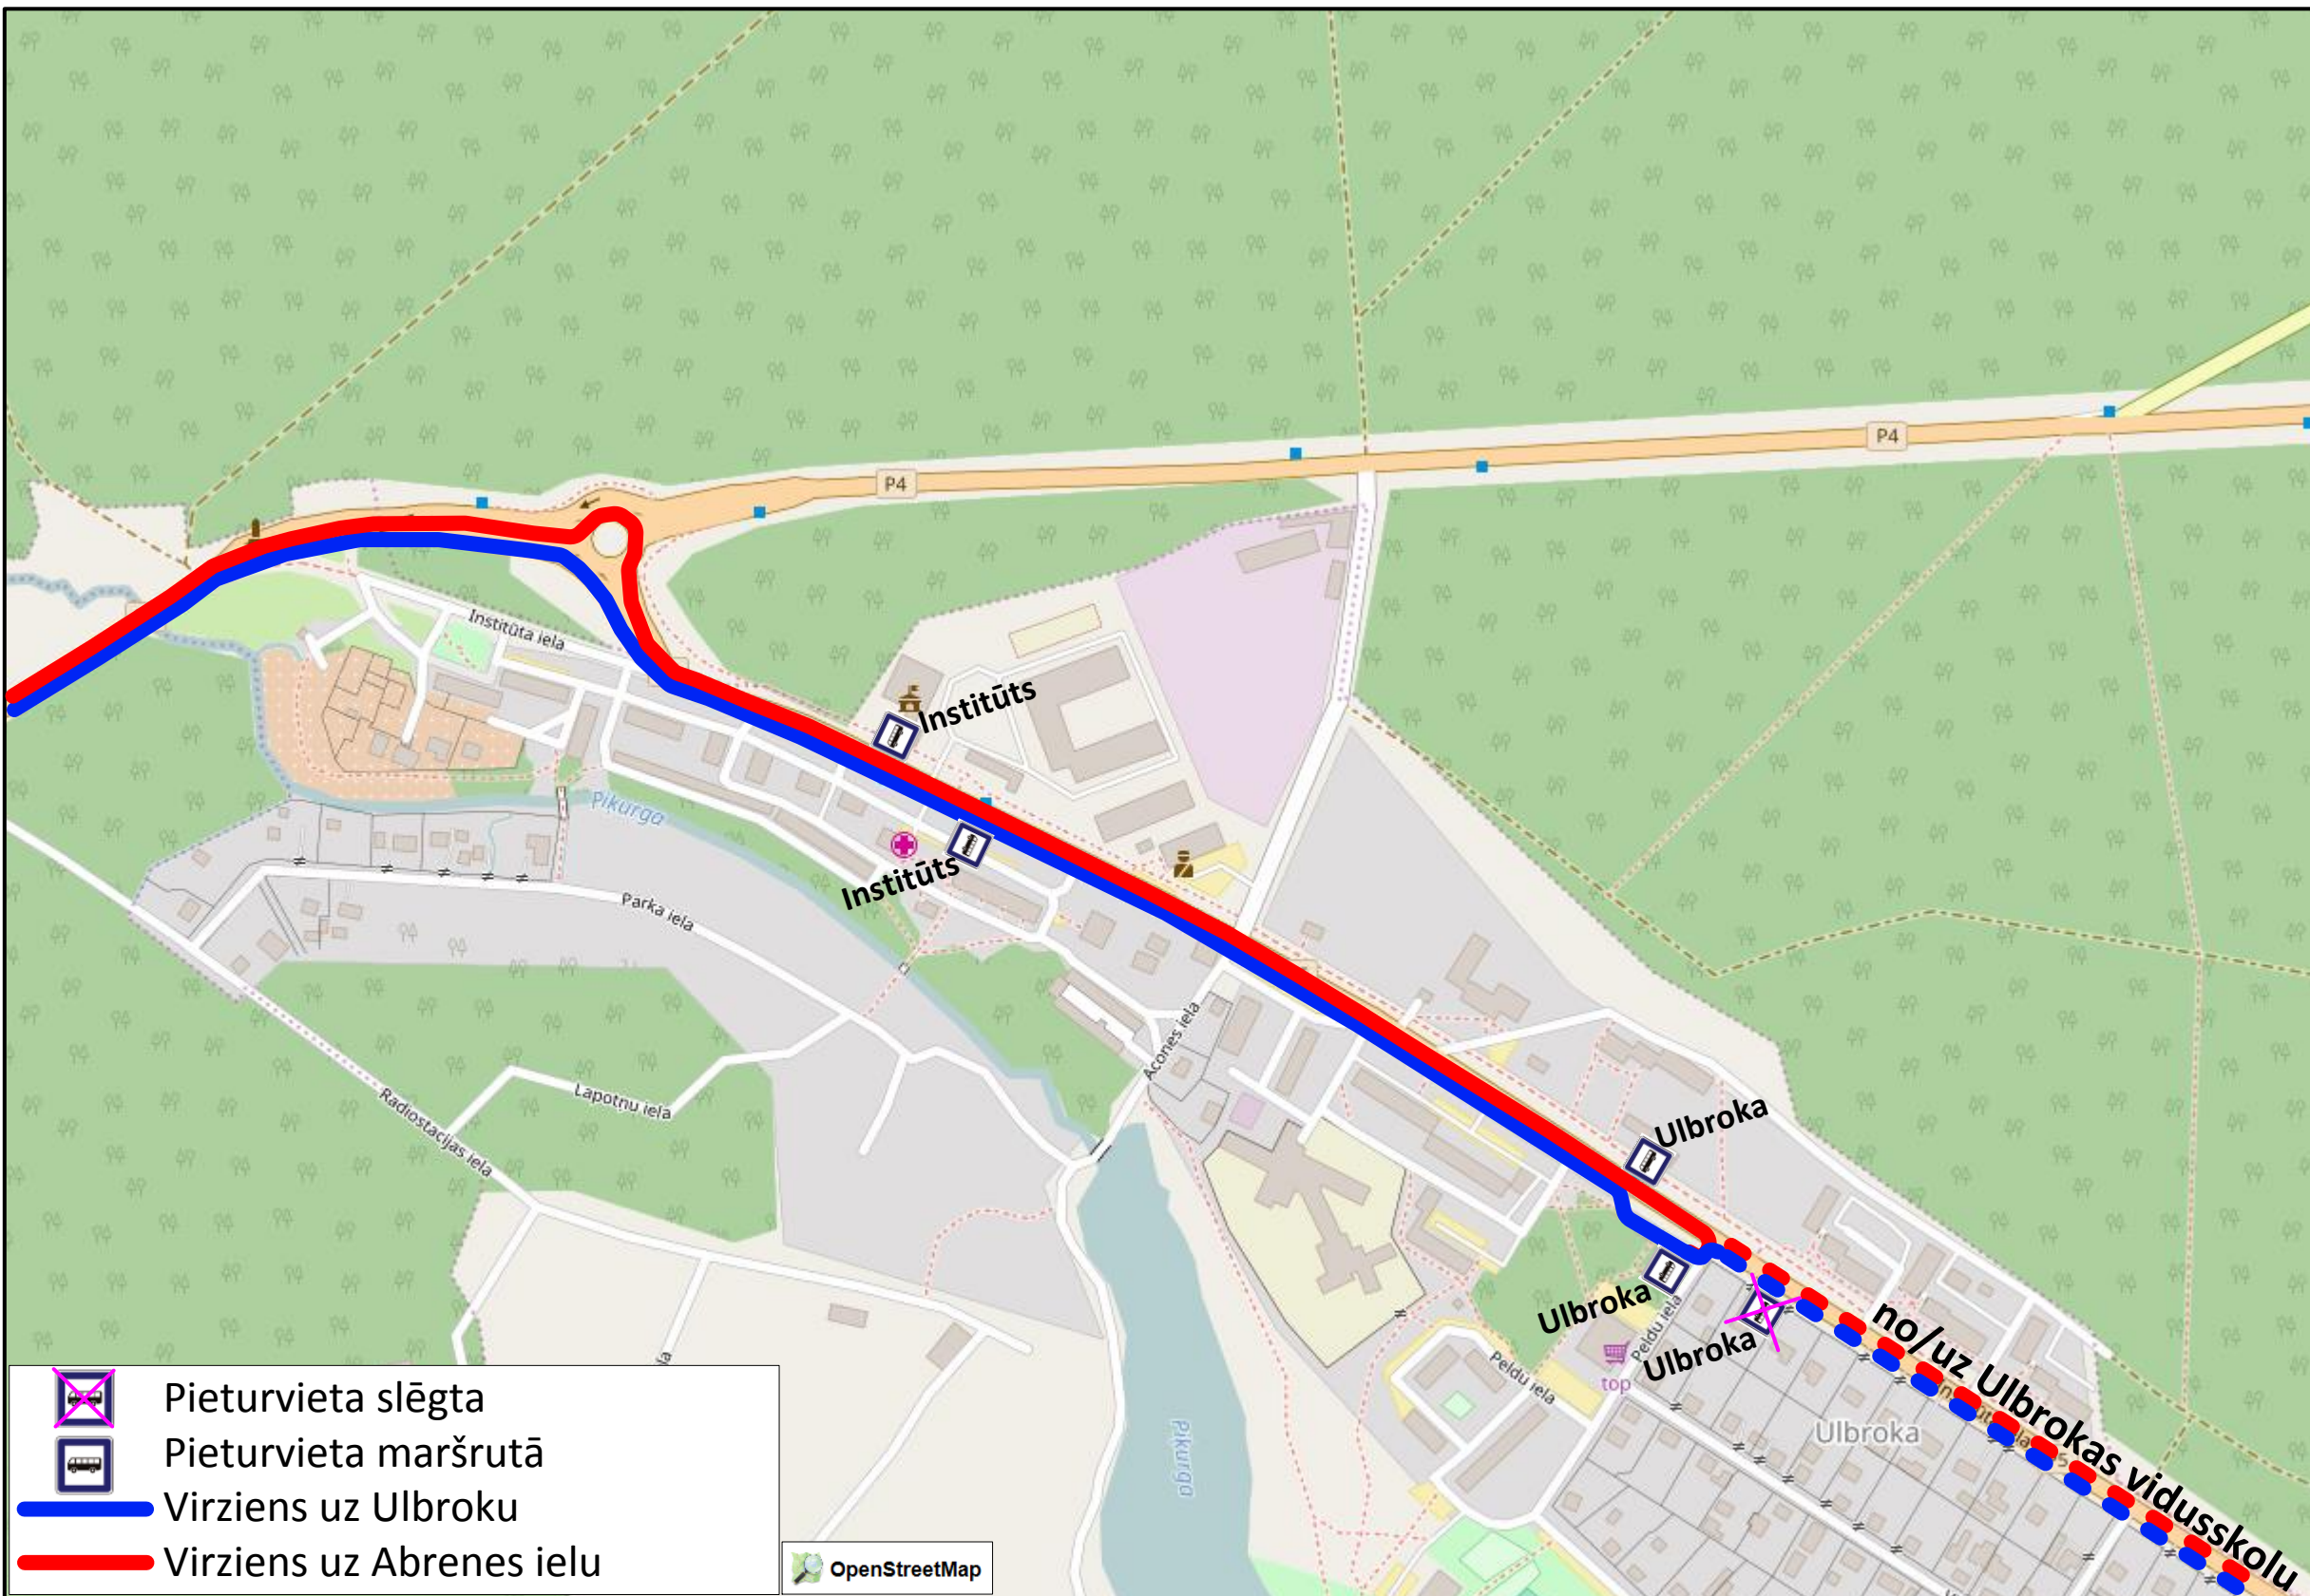 P4
P4
Institūta iela
Institūts
Institūts
Piķurga
Parka iela
Acones iela
Lapotņu iela
Radiostacijas iela
Ulbroka
Ulbroka
Ulbroka
Peldu iela
Peldu iela
top
Ulbroka
no/uz Ulbrokas vidusskolu
Piķurga
Pieturvieta slēgta
Pieturvieta maršrutā
Virziens uz Ulbroku
Virziens uz Abrenes ielu
OpenStreetMap